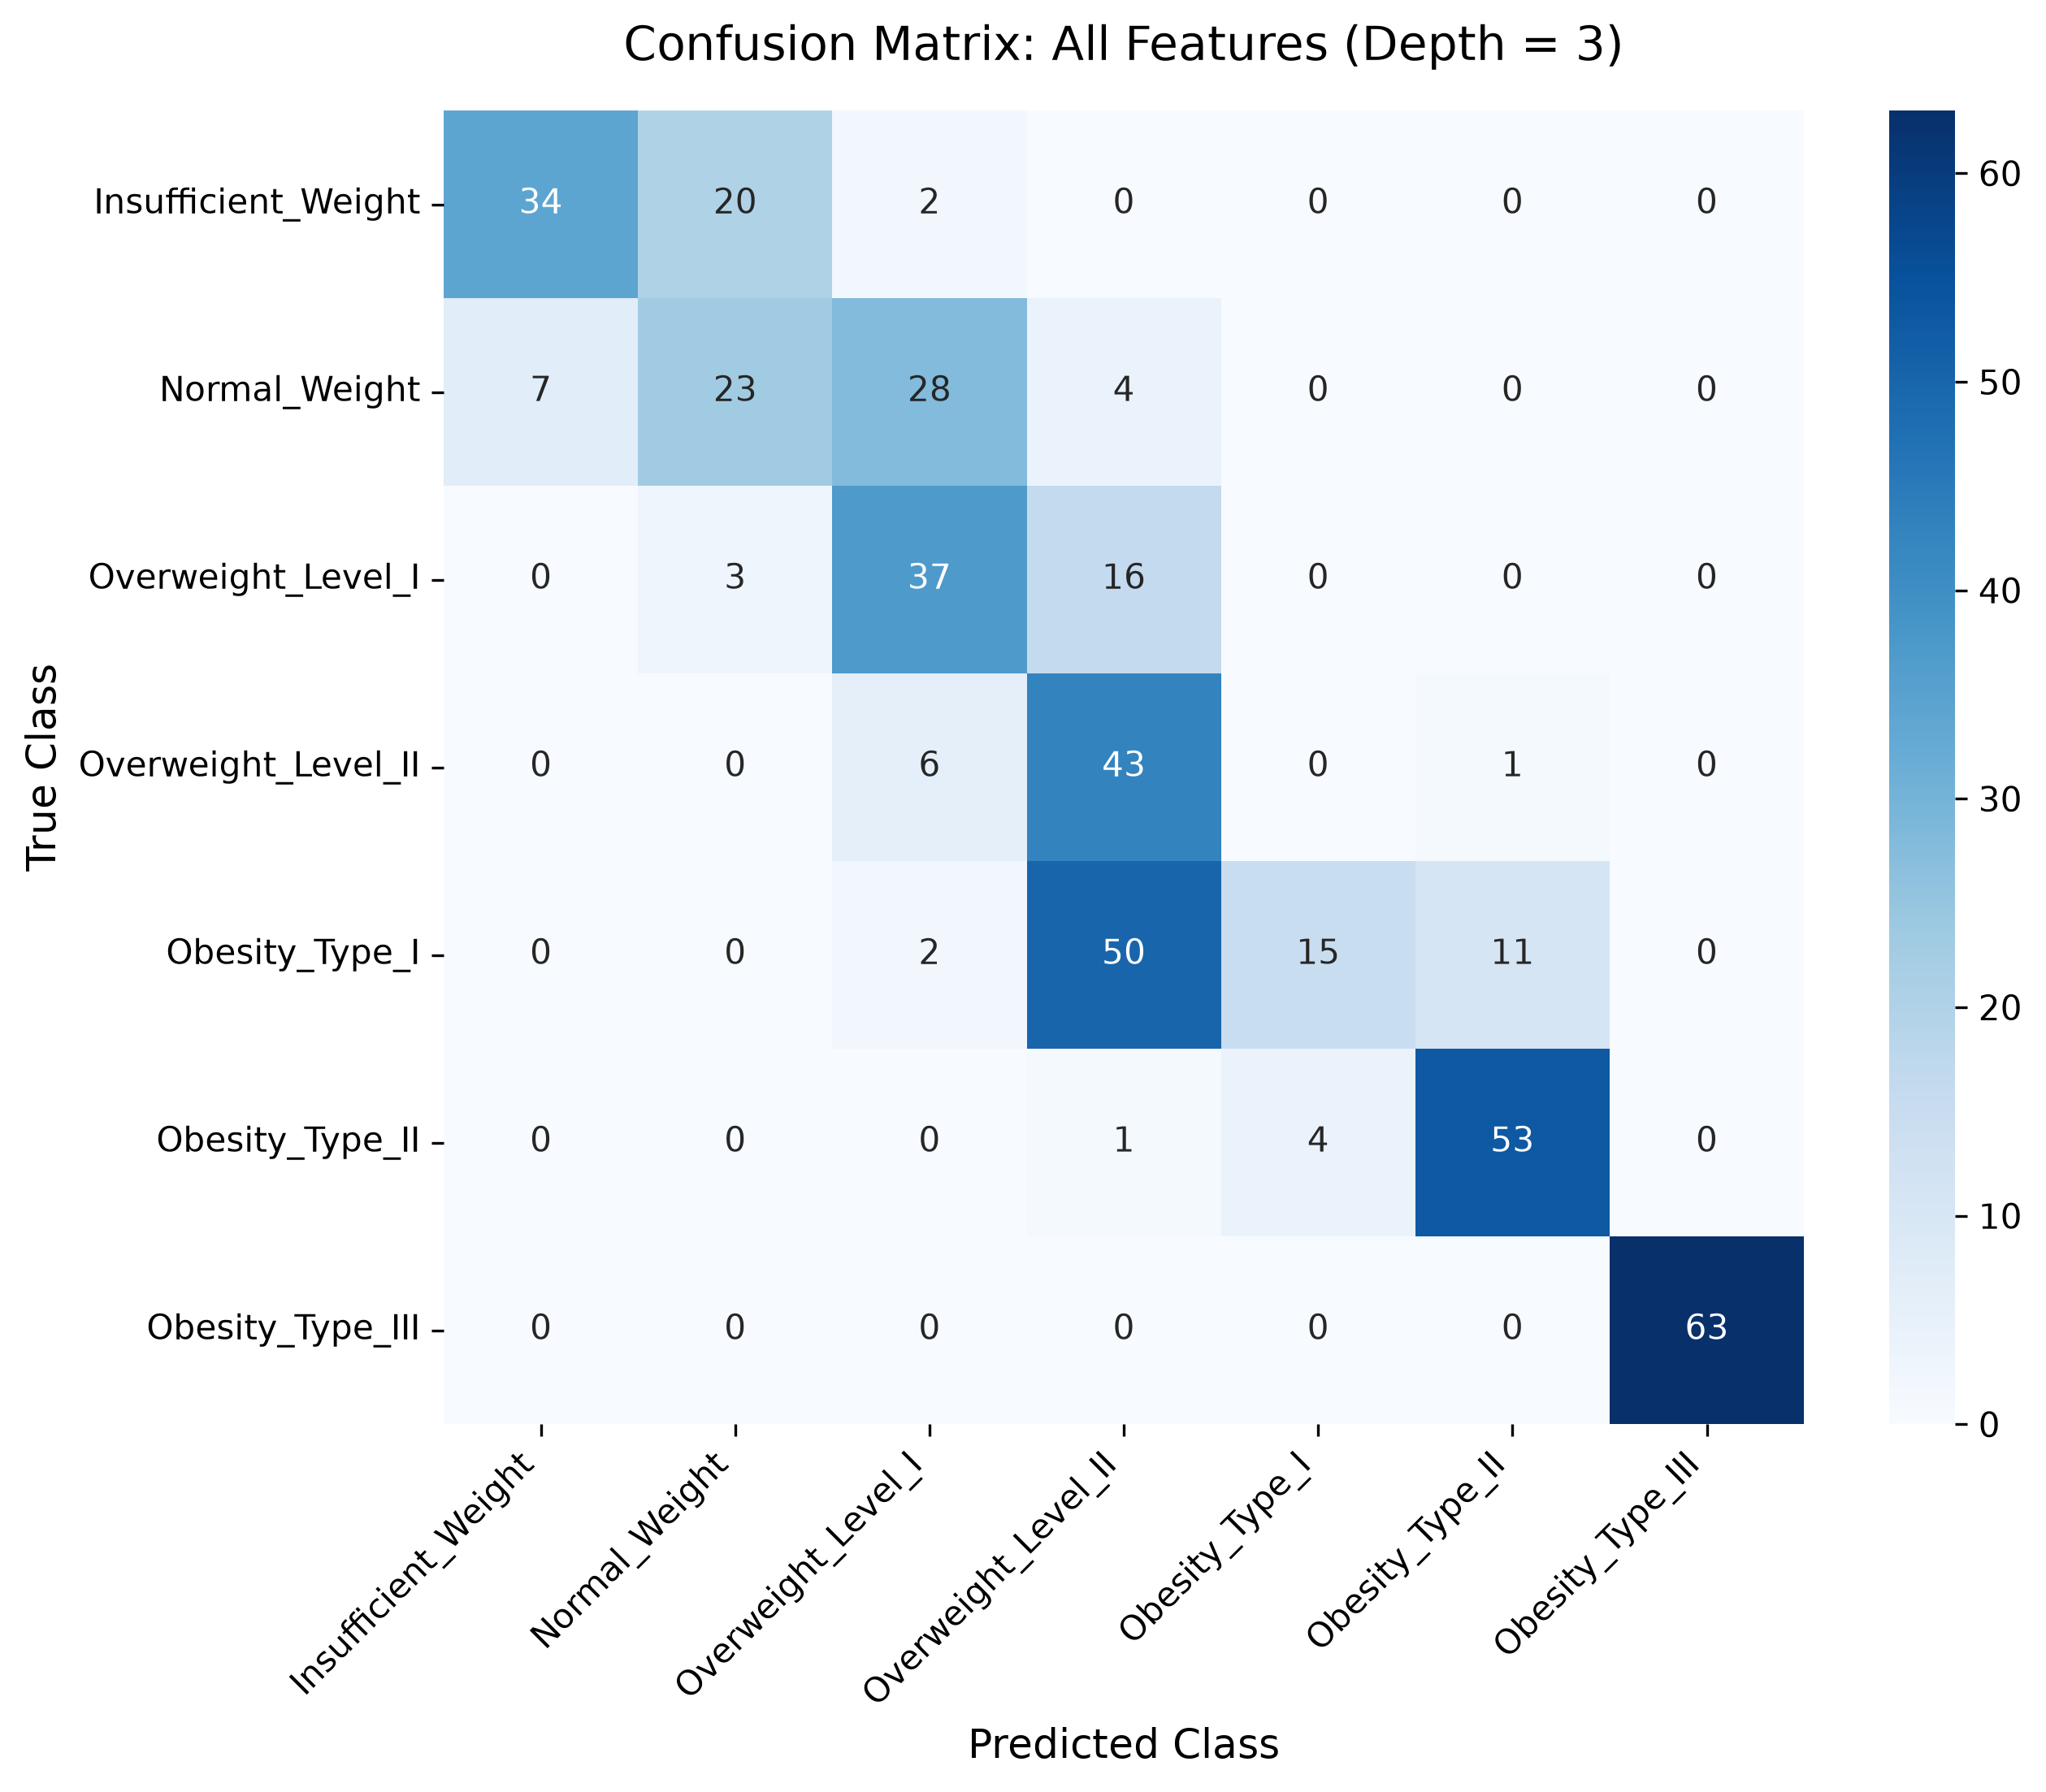 Confusion Matrix: All Features (Depth = 3)
Insufficient_Weight 34 20 2 0 0 0 0
Normal_Weight 7 23 28 4 0 0 0
Overweight_Level_I 0 3 37 16 0 0 0
Overweight_Level_II 0 0 6 43 0 1 0
Obesity_Type_I 0 0 2 50 15 11 0
Obesity_Type_II 0 0 0 1 4 53 0
Obesity_Type_III 0 0 0 0 0 0 63
True Class
Insufficient_Weight
Normal_Weight
Overweight_Level_I
Overweight_Level_II
Obesity_Type_I
Obesity_Type_II
Obesity_Type_III
Predicted Class
60
50
40
30
20
10
0